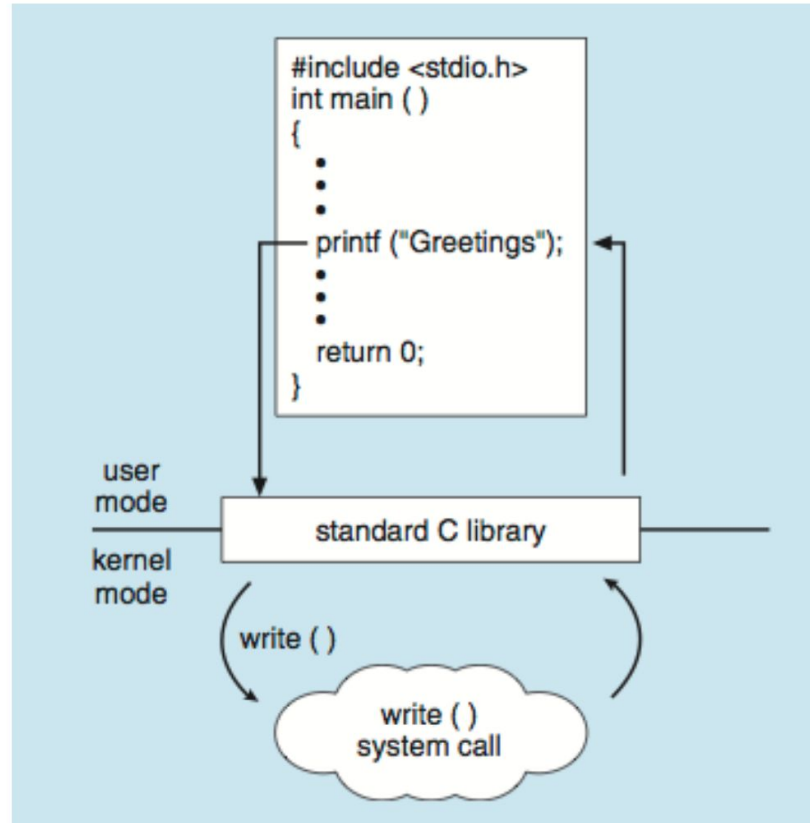 #include <stdio.h>
int main ( )
{
•
•
•
printf ("Greetings");
•
•
•
return 0;
}
user
mode
standard C library
kernel
mode
write ( )
write ( )
system call